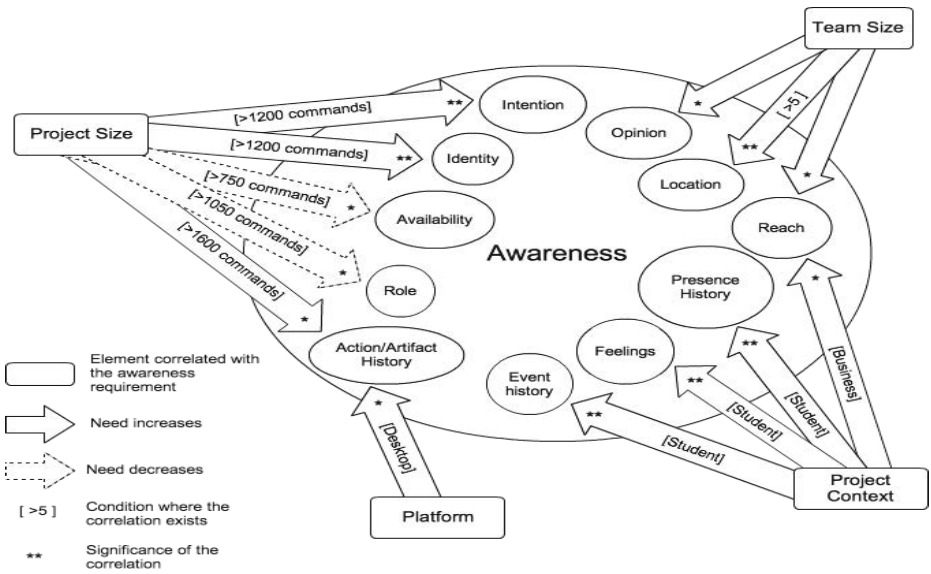 Team Size
Project Size
[>1200 commands]
**
Intention
*
[ >5 ]
Opinion
[>1200 commands]
**
Identity
**
*
Location
[>750 commands]
*
Availability
[>1050 commands]
[
Reach
[>1600 commands]
Awareness
*
Role
Presence
History
*
*
Action/Artifact
History
Feelings
**
[Business]
Event
history
**
[Student]
[Student]
**
[Student]
*
[Desktop]
Platform
Project
Context
Element correlated with
the awareness
requirement
Need increases
Need decreases
[ >5 ]
Condition where the
correlation exists
**
Significance of the
correlation